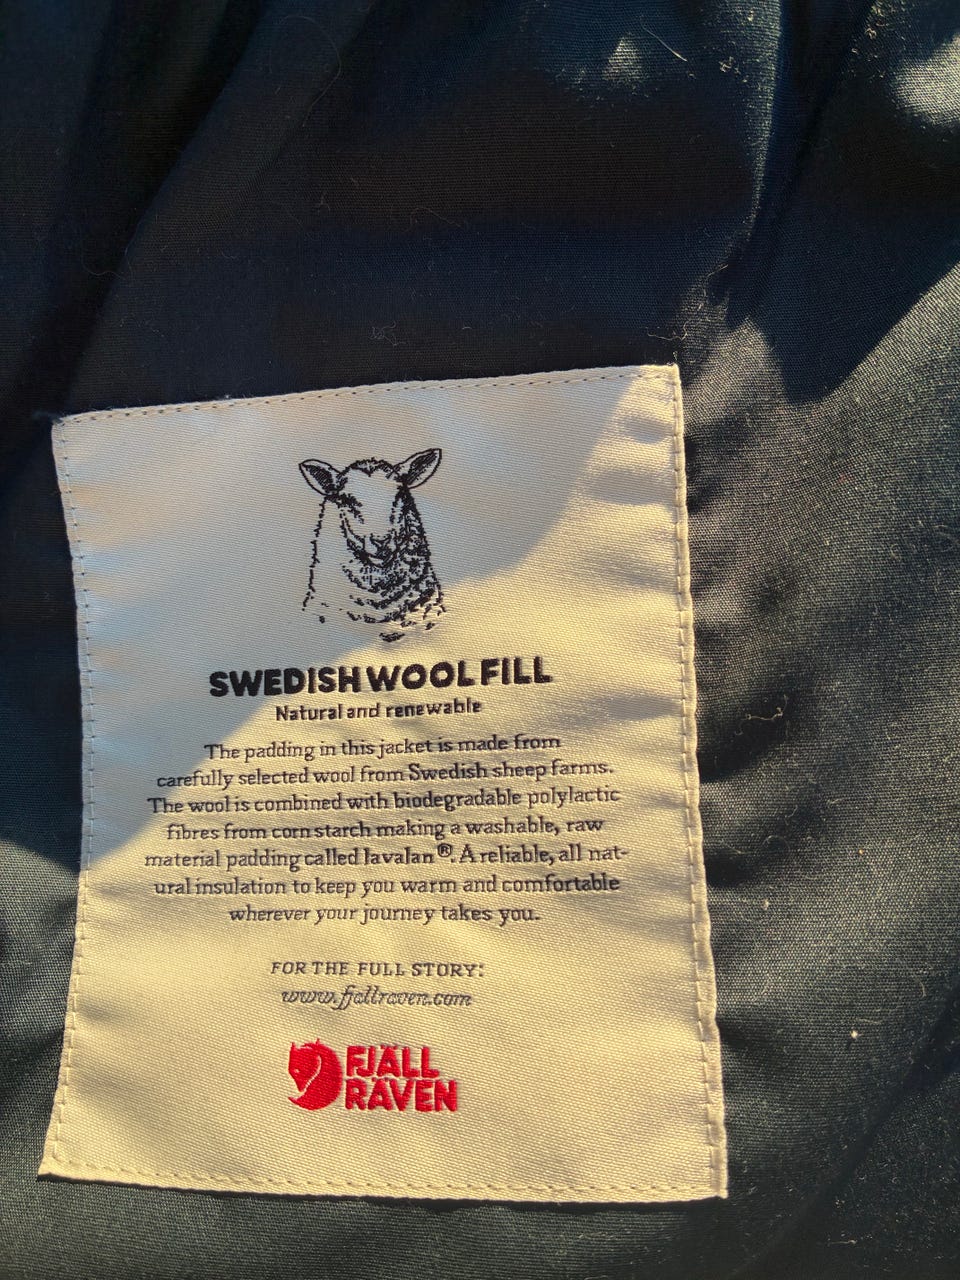 SWEDISH WOOL FILL
Natural and renewable
The padding in this jacket is made from
carefully selected wool from Swedish sheep farms.
The wool is combined with biodegradable polylactic
fibres from corn starch making a washable, raw
material padding called lavalan®. A reliable, all nat-
ural insulation to keep you warm and comfortable
wherever your journey takes you.
FOR THE FULL STORY:
www.fjallraven.com
FJÄLL
RÄVEN